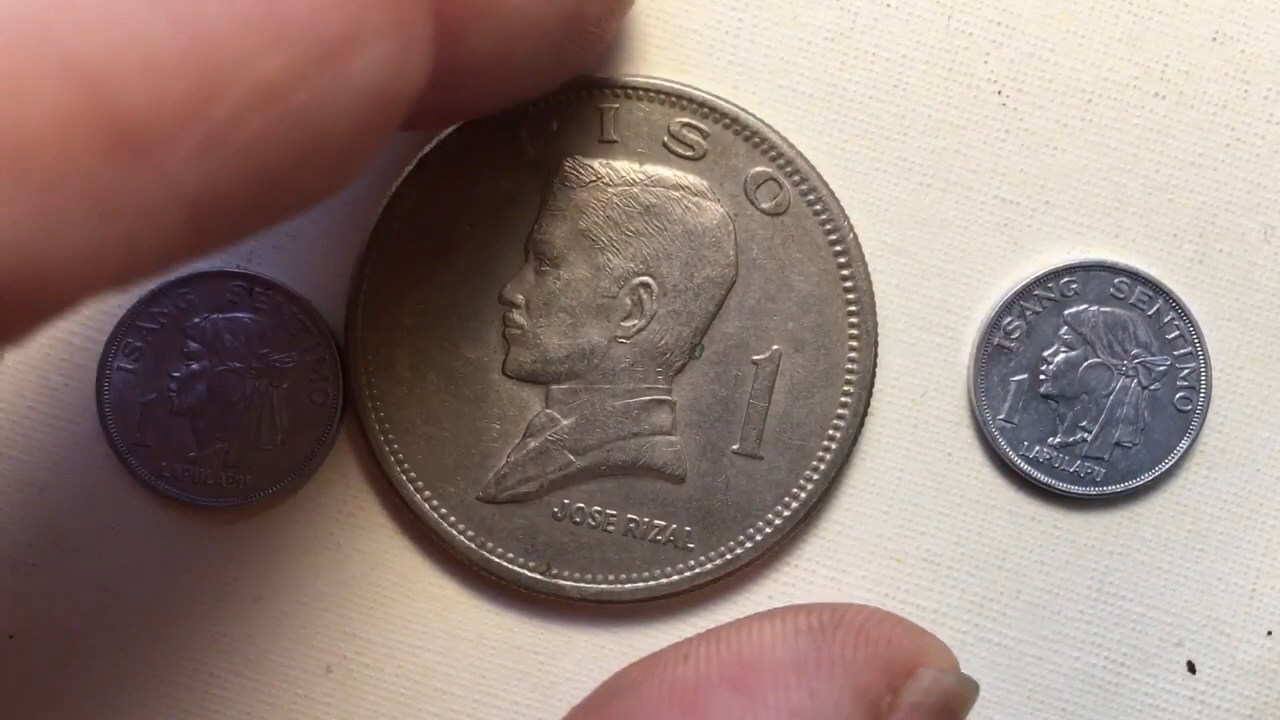 ISANG SENTIMO
1
LAPULAPU
ISO
1
JOSE RIZAL
ISANG SENTIMO
1
LAPULAPU